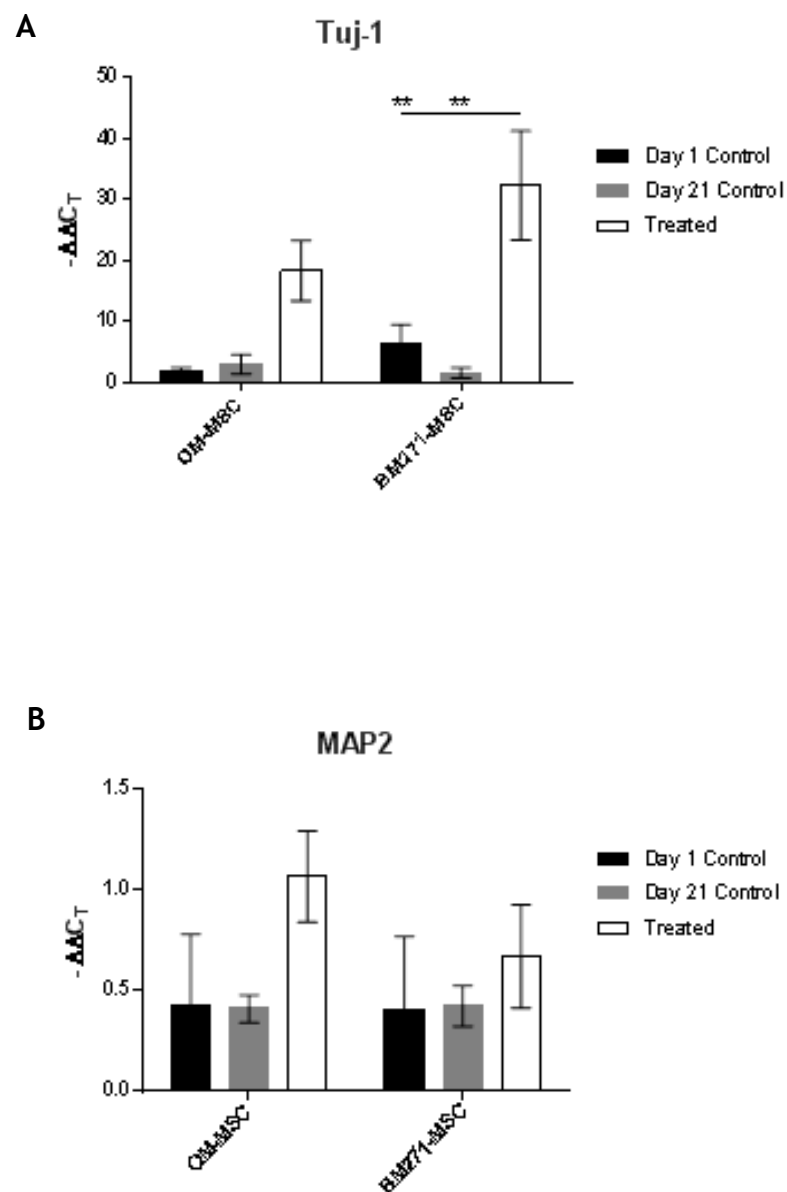 A
Tuj-1
50
40
30
20
10
0
-ΔΔCT
** **
Day 1 Control
Day 21 Control
Treated
OM-MSC
BM271-MSC
B
MAP2
1.5
1.0
0.5
0.0
-ΔΔCT
Day 1 Control
Day 21 Control
Treated
OM-MSC
BM271-MSC